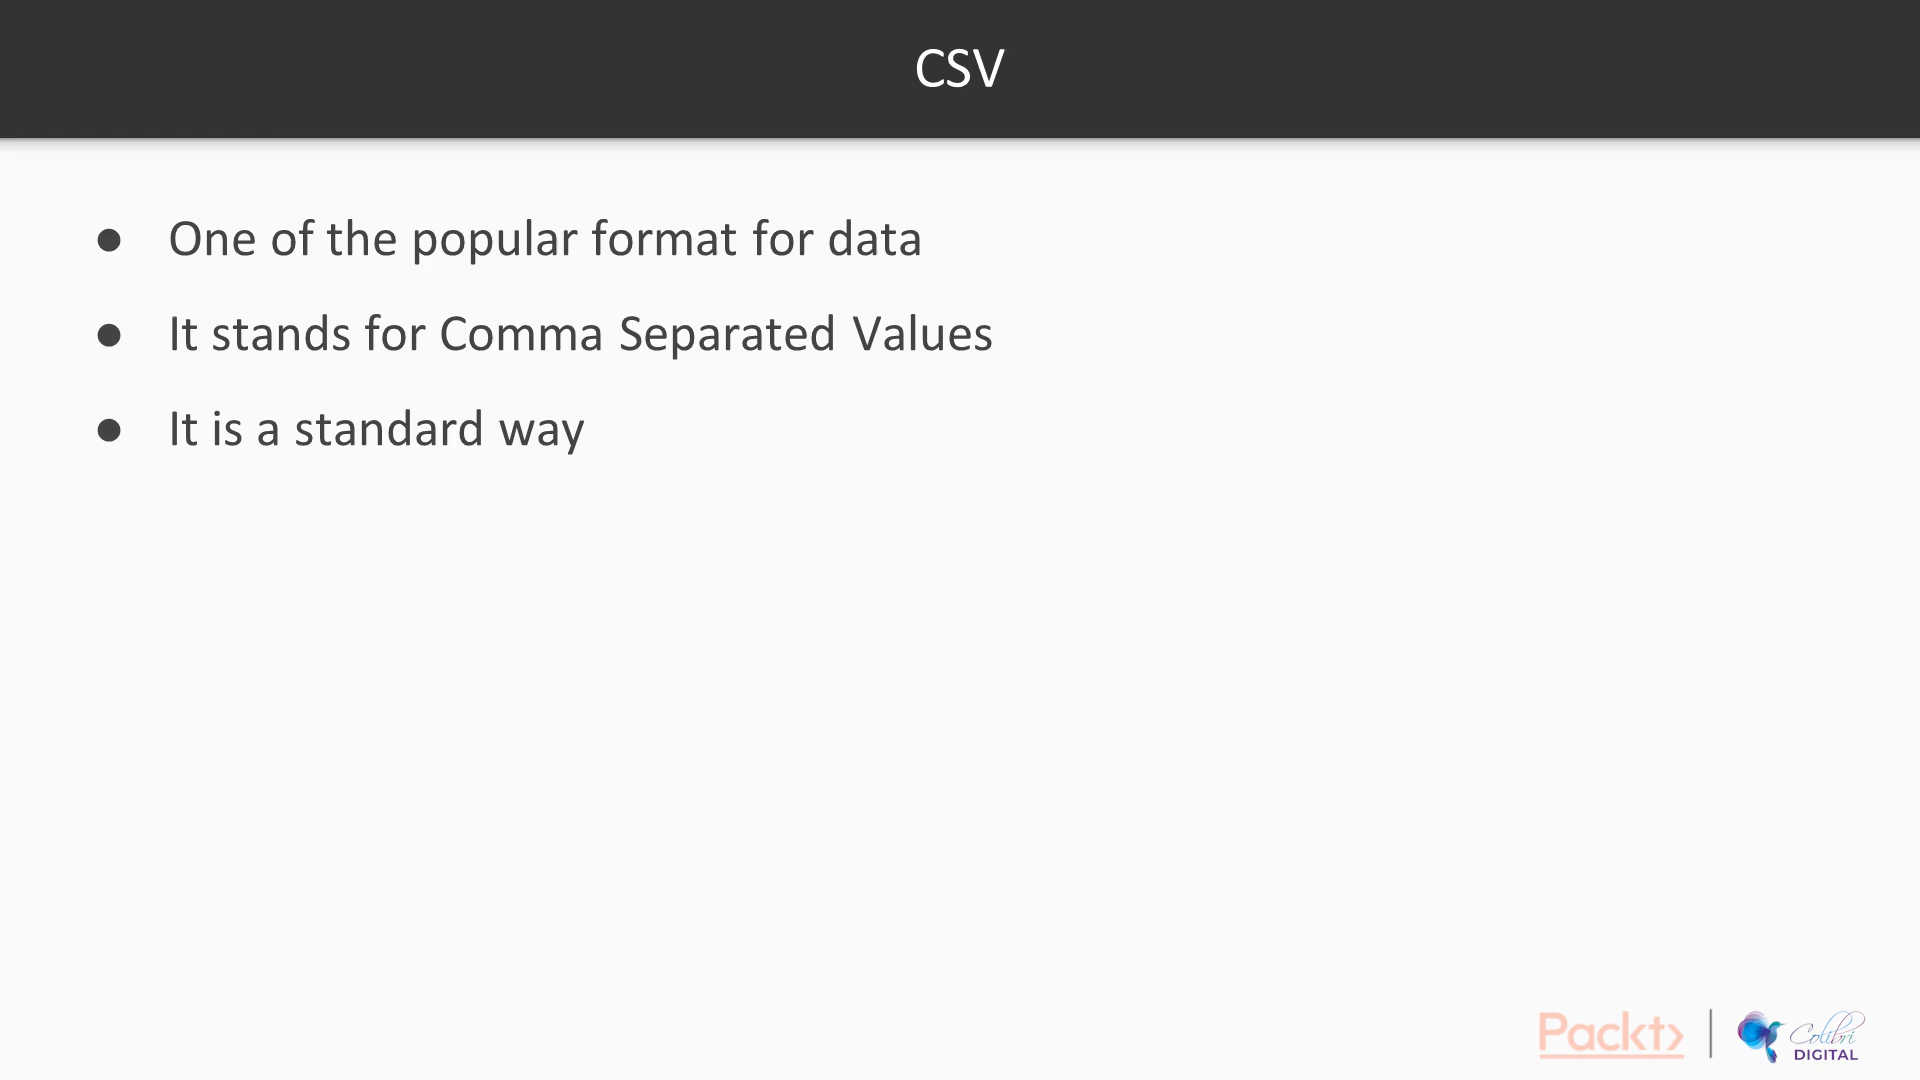 CSV
● One of the popular format for data
● It stands for Comma Separated Values
● It is a standard way
Packt>
Colibri
DIGITAL